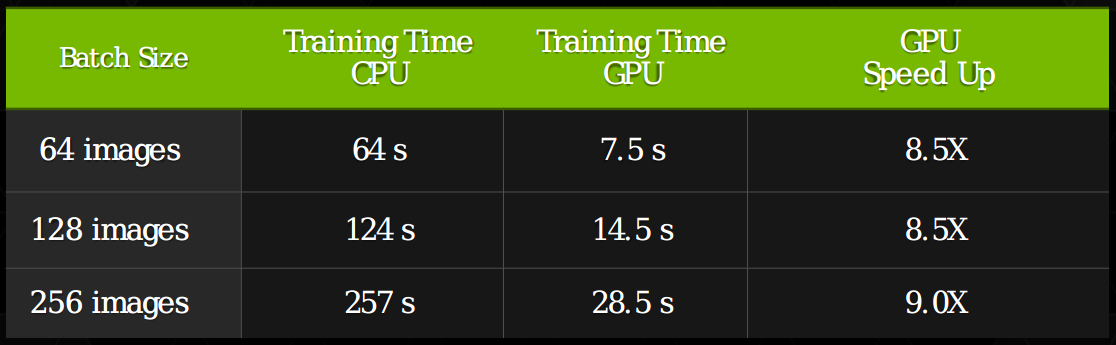 Batch Size
Training Time
CPU
Training Time
GPU
GPU
Speed Up
64 images 64 s 7.5 s 8.5X
128 images 124 s 14.5 s 8.5X
256 images 257 s 28.5 s 9.0X